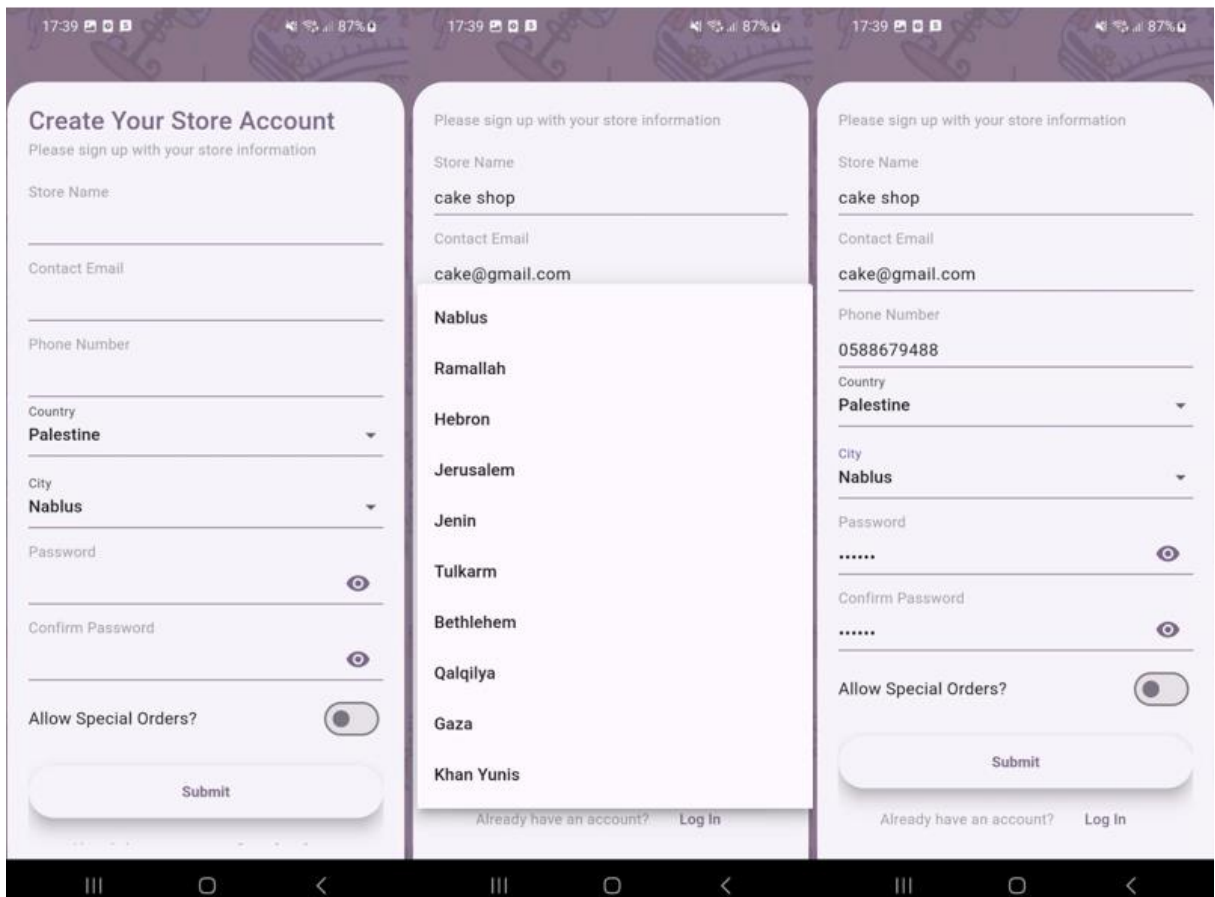 17:39
87%
Create Your Store Account
Please sign up with your store information
Store Name
Contact Email
Phone Number
Country
Palestine
City
Nablus
Password
Confirm Password
Allow Special Orders?
Submit
17:39
87%
Please sign up with your store information
Store Name
cake shop
Contact Email
cake@gmail.com
Nablus
Ramallah
Hebron
Jerusalem
Jenin
Tulkarm
Bethlehem
Qalqilya
Gaza
Khan Yunis
Already have an account? Log In
17:39
87%
Please sign up with your store information
Store Name
cake shop
Contact Email
cake@gmail.com
Phone Number
0588679488
Country
Palestine
City
Nablus
Password
••••••
Confirm Password
••••••
Allow Special Orders?
Submit
Already have an account? Log In